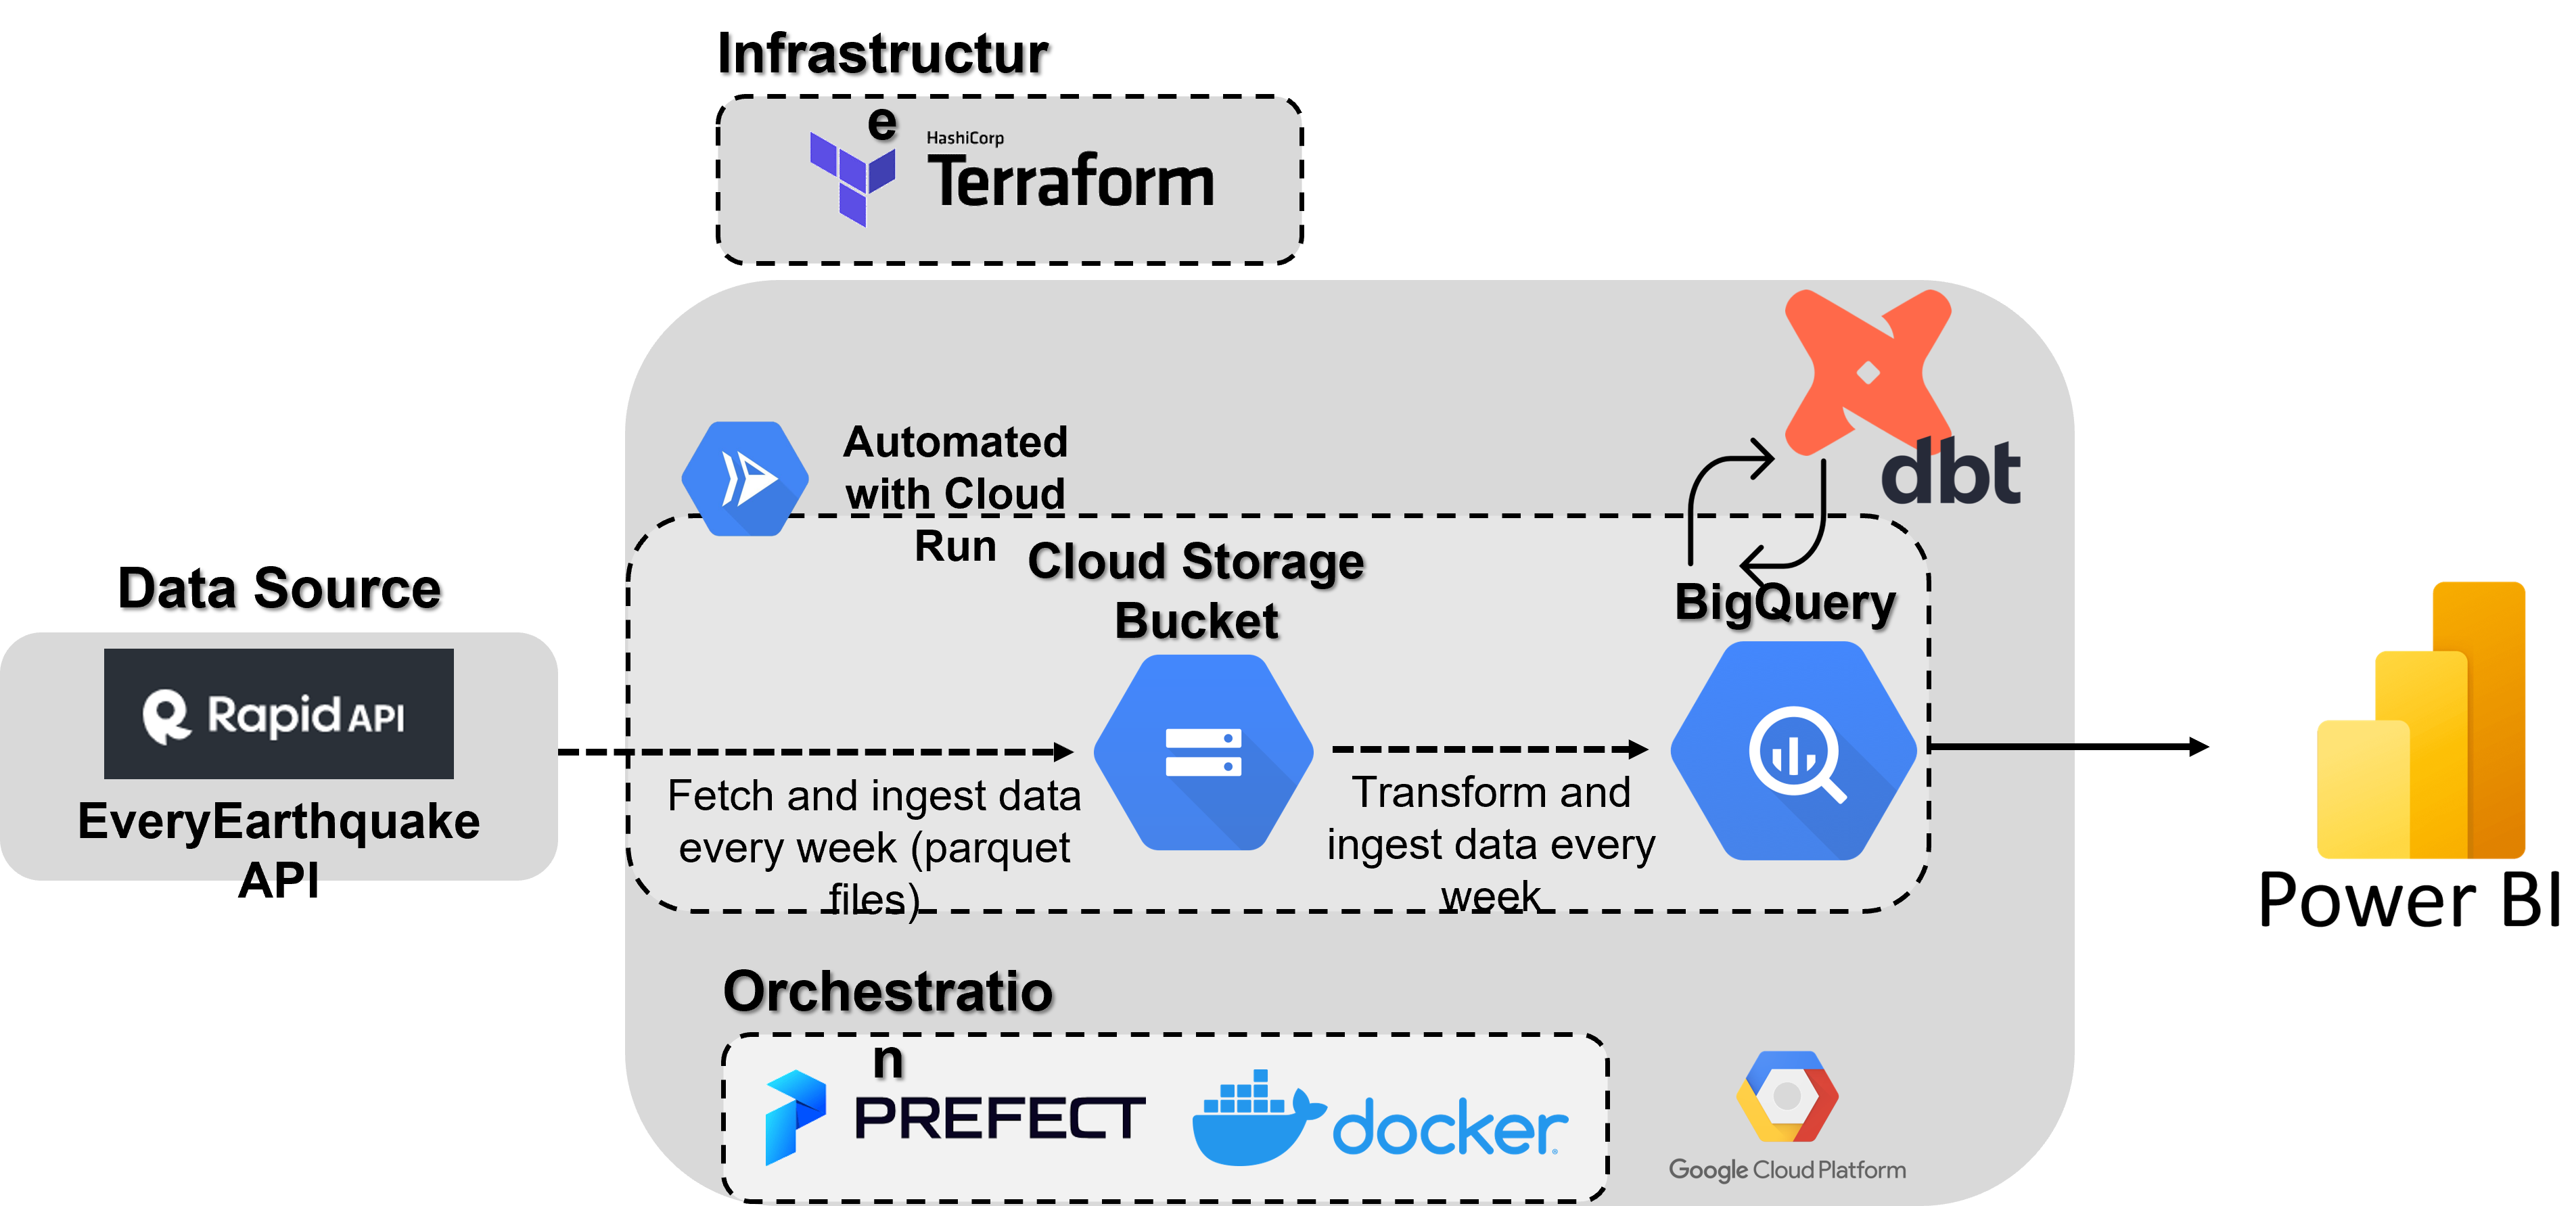 Infrastructur
e
HashiCorp
Terraform
Automated
with Cloud
Run
dbt
Cloud Storage
Bucket
BigQuery
Data Source
Rapid API
EveryEarthquake
API
Fetch and ingest data
every week (parquet
files)
Transform and
ingest data every
week
Power BI
Orchestratio
n
PREFECT
docker
Google Cloud Platform